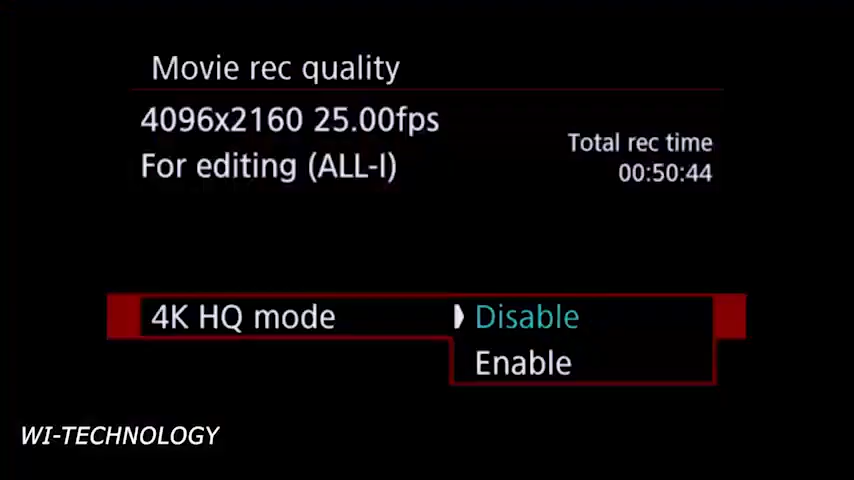 Movie rec quality
4096x2160 25.00fps
For editing (ALL-I)
Total rec time
00:50:44
4K HQ mode
Disable
Enable
WI-TECHNOLOGY